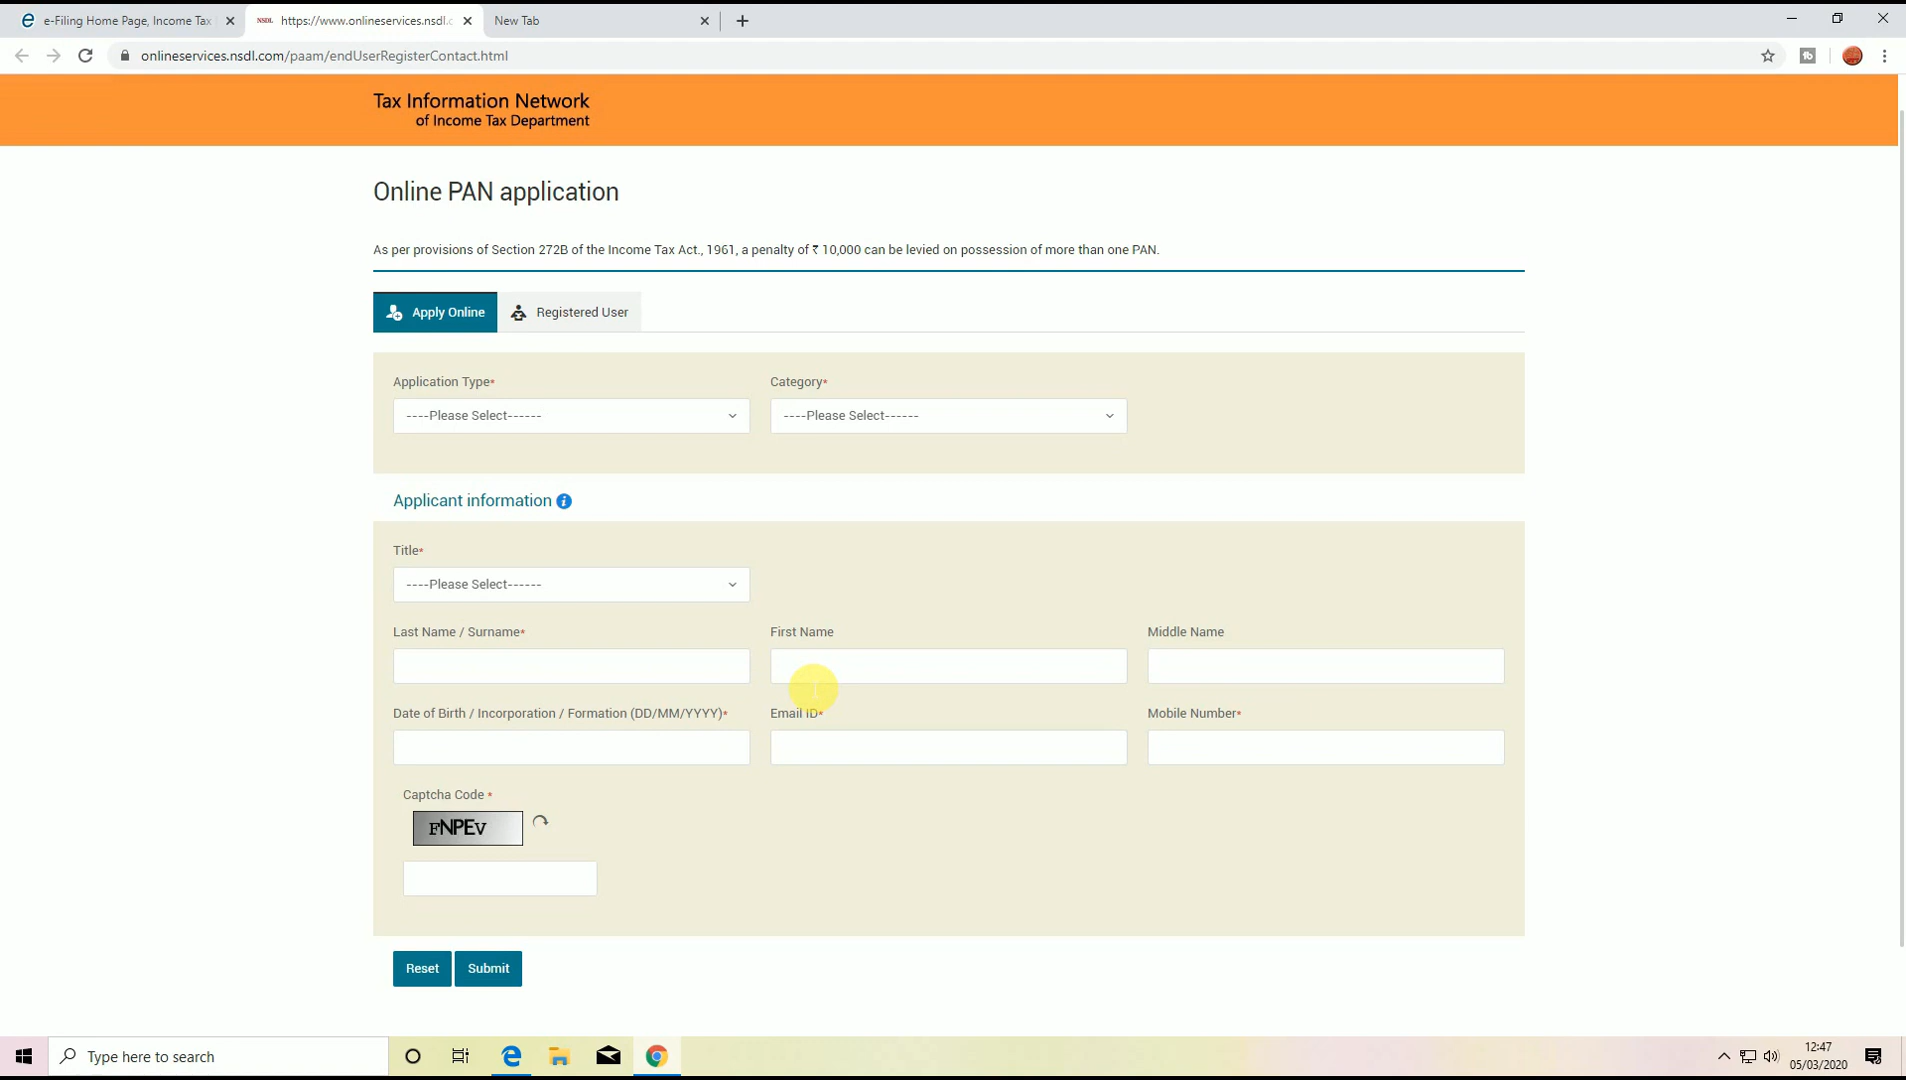 e-Filing Home Page, Income Tax
NSDL https://www.onlineservices.nsdl.c
New Tab
onlineservices.nsdl.com/paam/endUserRegisterContact.html
Tax Information Network
of Income Tax Department
Online PAN application
As per provisions of Section 272B of the Income Tax Act., 1961, a penalty of ₹ 10,000 can be levied on possession of more than one PAN.
Apply Online
Registered User
Application Type*
Category*
----Please Select------
----Please Select------
Applicant information
Title*
----Please Select------
Last Name / Surname*
First Name
Middle Name
Date of Birth / Incorporation / Formation (DD/MM/YYYY)*
Email ID*
Mobile Number*
Captcha Code *
FNPEV
Reset
Submit
Type here to search
12:47
05/03/2020